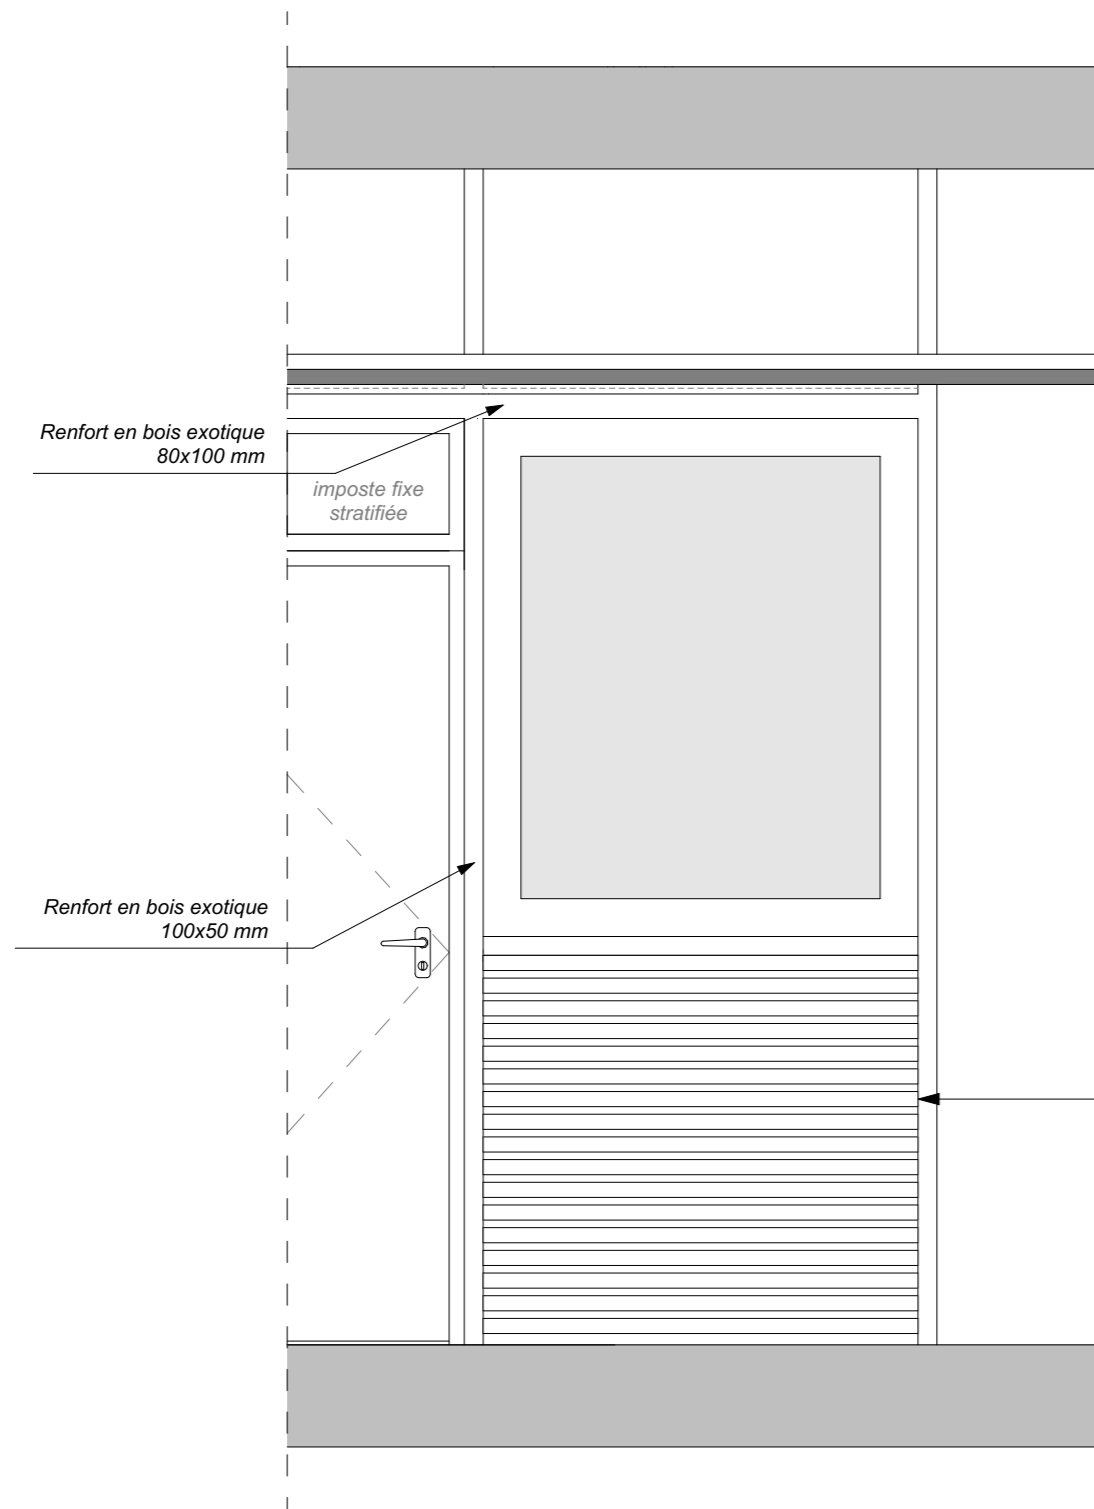 Renfort en bois exotique
80x100 mm
imposte fixe
stratifiée
Renfort en bois exotique
100x50 mm